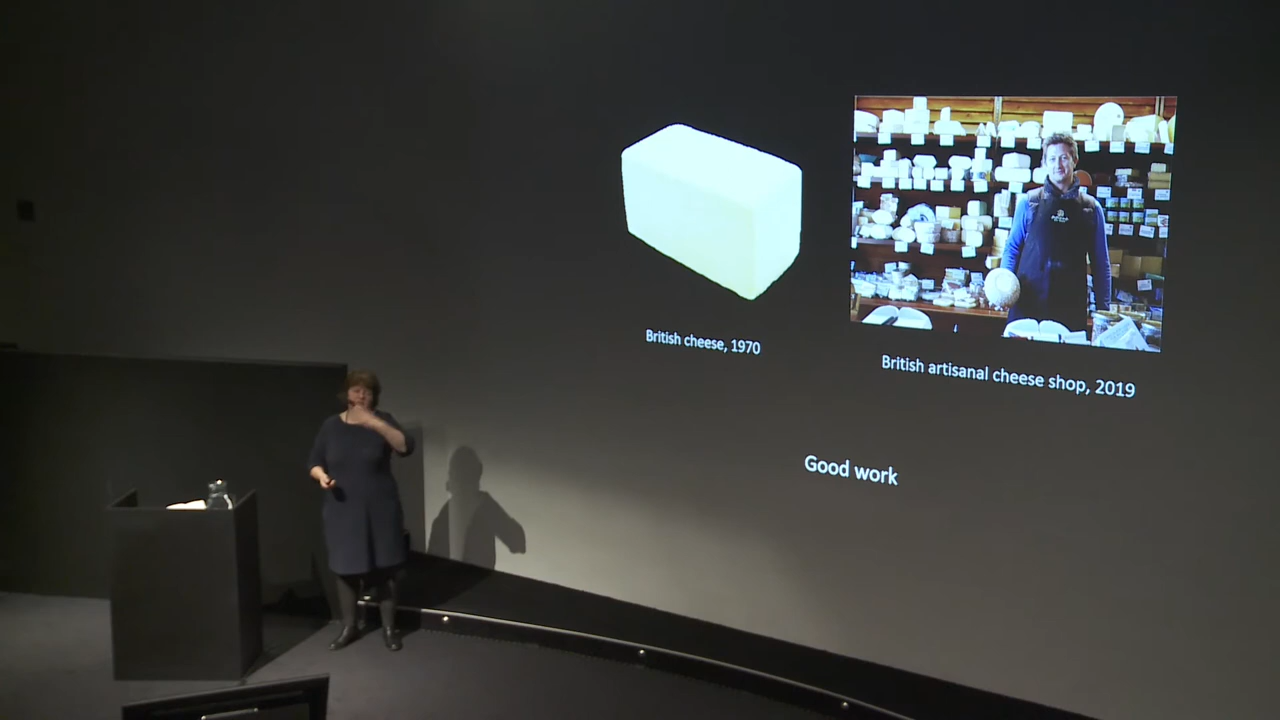 British cheese, 1970
British artisanal cheese shop, 2019
Good work